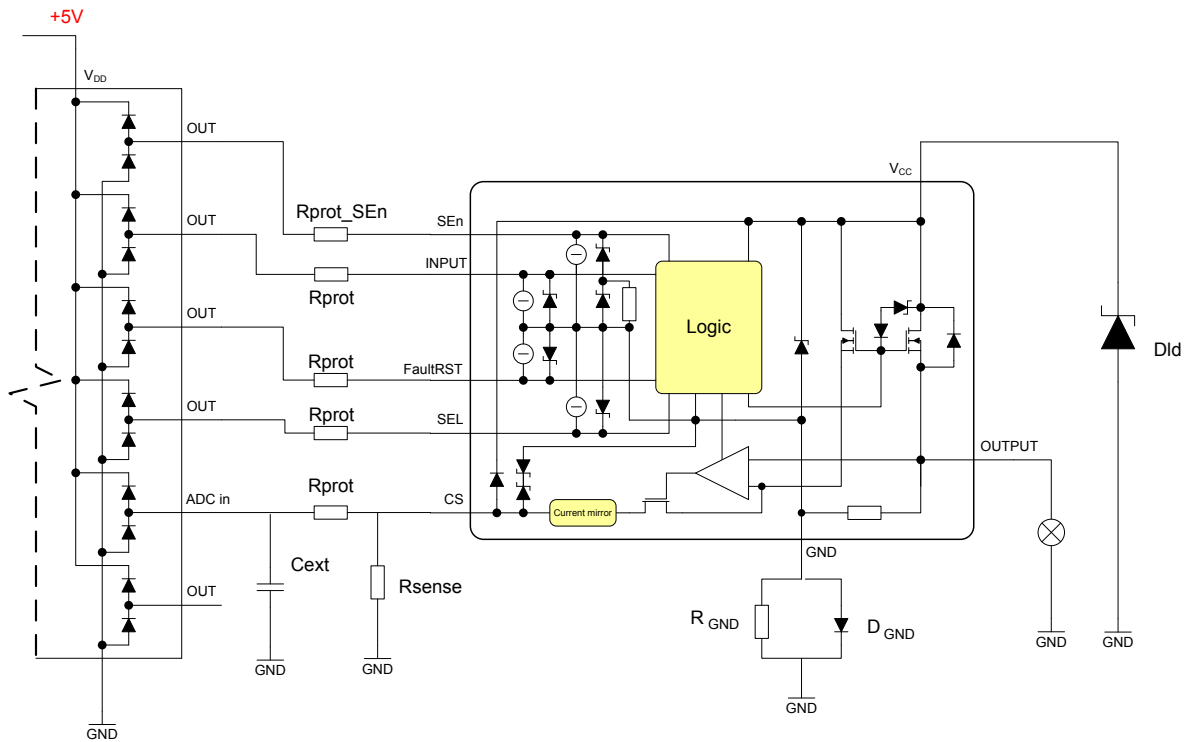 +5V
VDD
OUT
VCC
Rprot_SEn
SEn
OUT
INPUT
Rprot
OUT
Logic
Dld
Rprot
FaultRST
OUT
Rprot
SEL
OUTPUT
ADC in
Rprot
CS
Current mirror
GND
Cext
Rsense
OUT
R GND
D GND
GND
GND
GND
GND
GND
GND